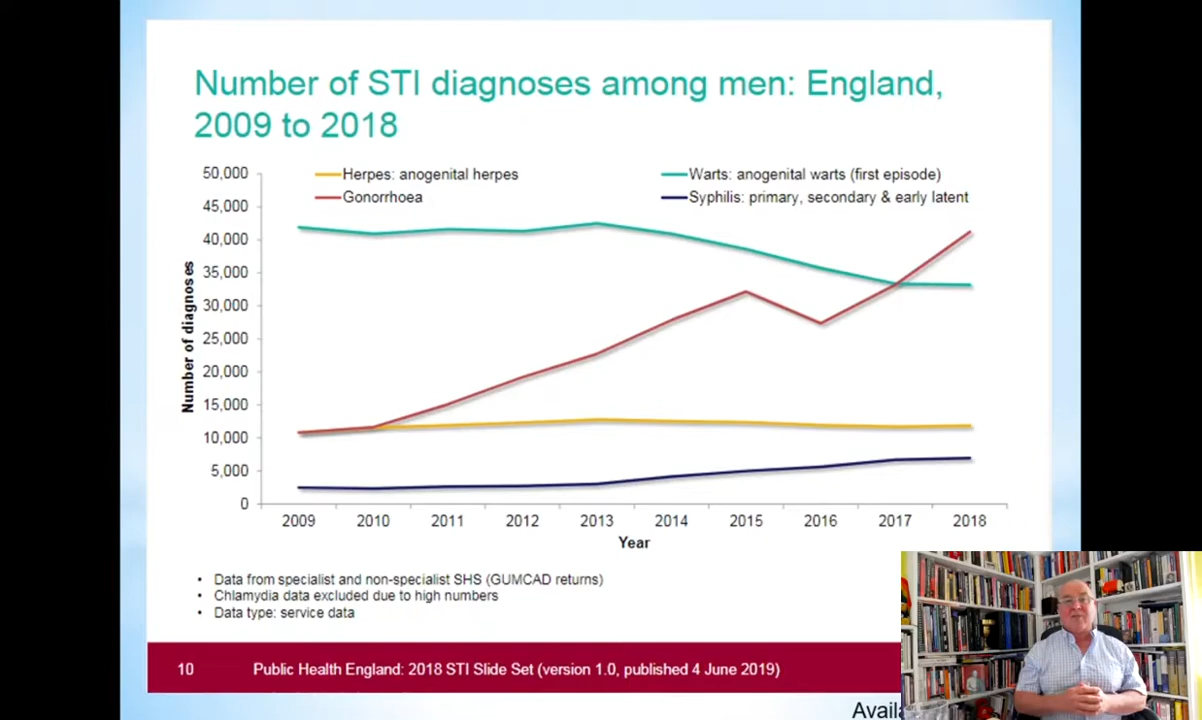 Number of STI diagnoses among men: England,
2009 to 2018
50,000
45,000
40,000
35,000
30,000
25,000
20,000
15,000
10,000
5,000
0
Number of diagnoses
Herpes: anogenital herpes
Warts: anogenital warts (first episode)
Gonorrhoea
Syphilis: primary, secondary & early latent
2009 2010 2011 2012 2013 2014 2015 2016 2017 2018
Year
• Data from specialist and non-specialist SHS (GUMCAD returns)
• Chlamydia data excluded due to high numbers
• Data type: service data
10 Public Health England: 2018 STI Slide Set (version 1.0, published 4 June 2019)